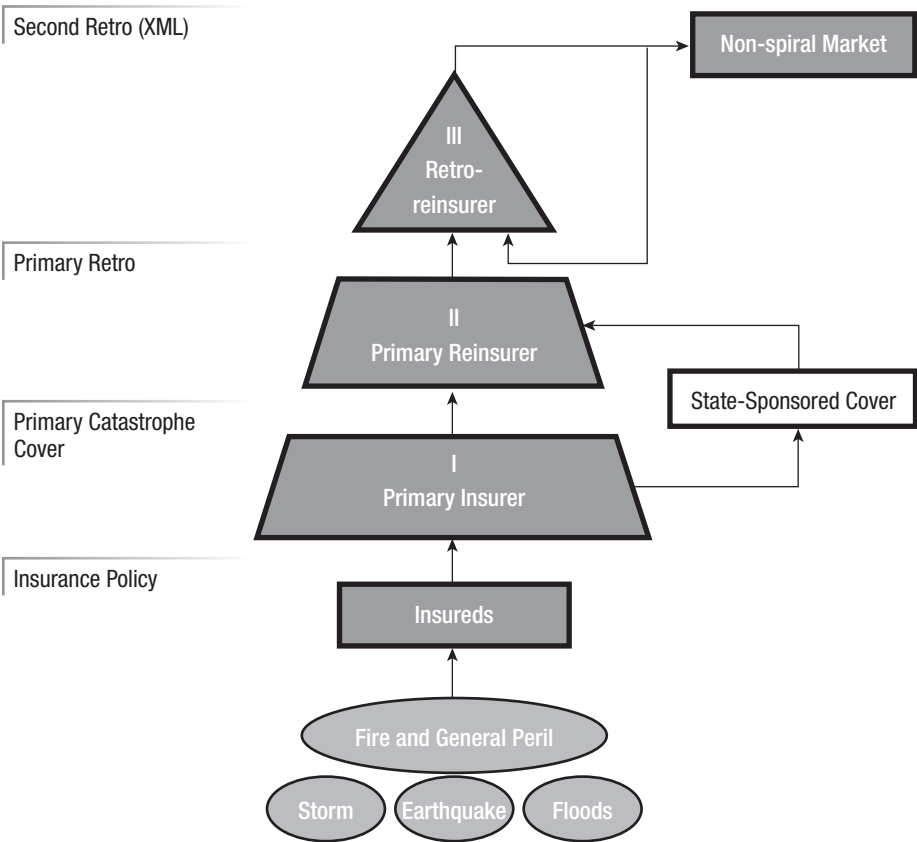 Second Retro (XML)
Non-spiral Market
III
Retro-
reinsurer
Primary Retro
II
Primary Reinsurer
State-Sponsored Cover
Primary Catastrophe
Cover
I
Primary Insurer
Insurance Policy
Insureds
Fire and General Peril
Storm
Earthquake
Floods